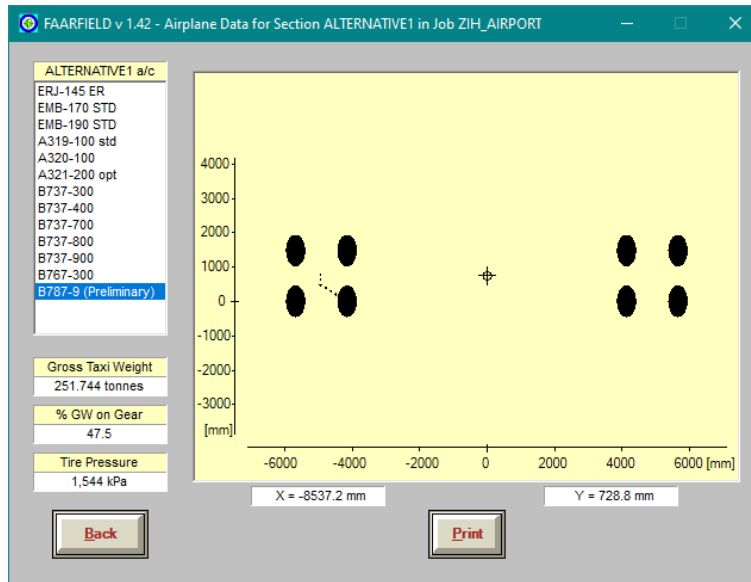 FAARFIELD v 1.42 - Airplane Data for Section ALTERNATIVE1 in Job ZIH_AIRPORT
ALTERNATIVE1 a/c
ERJ-145 ER
EMB-170 STD
EMB-190 STD
A319-100 std
A320-100
A321-200 opt
B737-300
B737-400
B737-700
B737-800
B737-900
B767-300
B787-9 (Preliminary)
Gross Taxi Weight
251.744 tonnes
% GW on Gear
47.5
Tire Pressure
1,544 kPa
4000
3000
2000
1000
0
-1000
-2000
-3000
[mm]
-6000 -4000 -2000 0 2000 4000 6000 [mm]
X = -8537.2 mm
Y = 728.8 mm
Back
Print